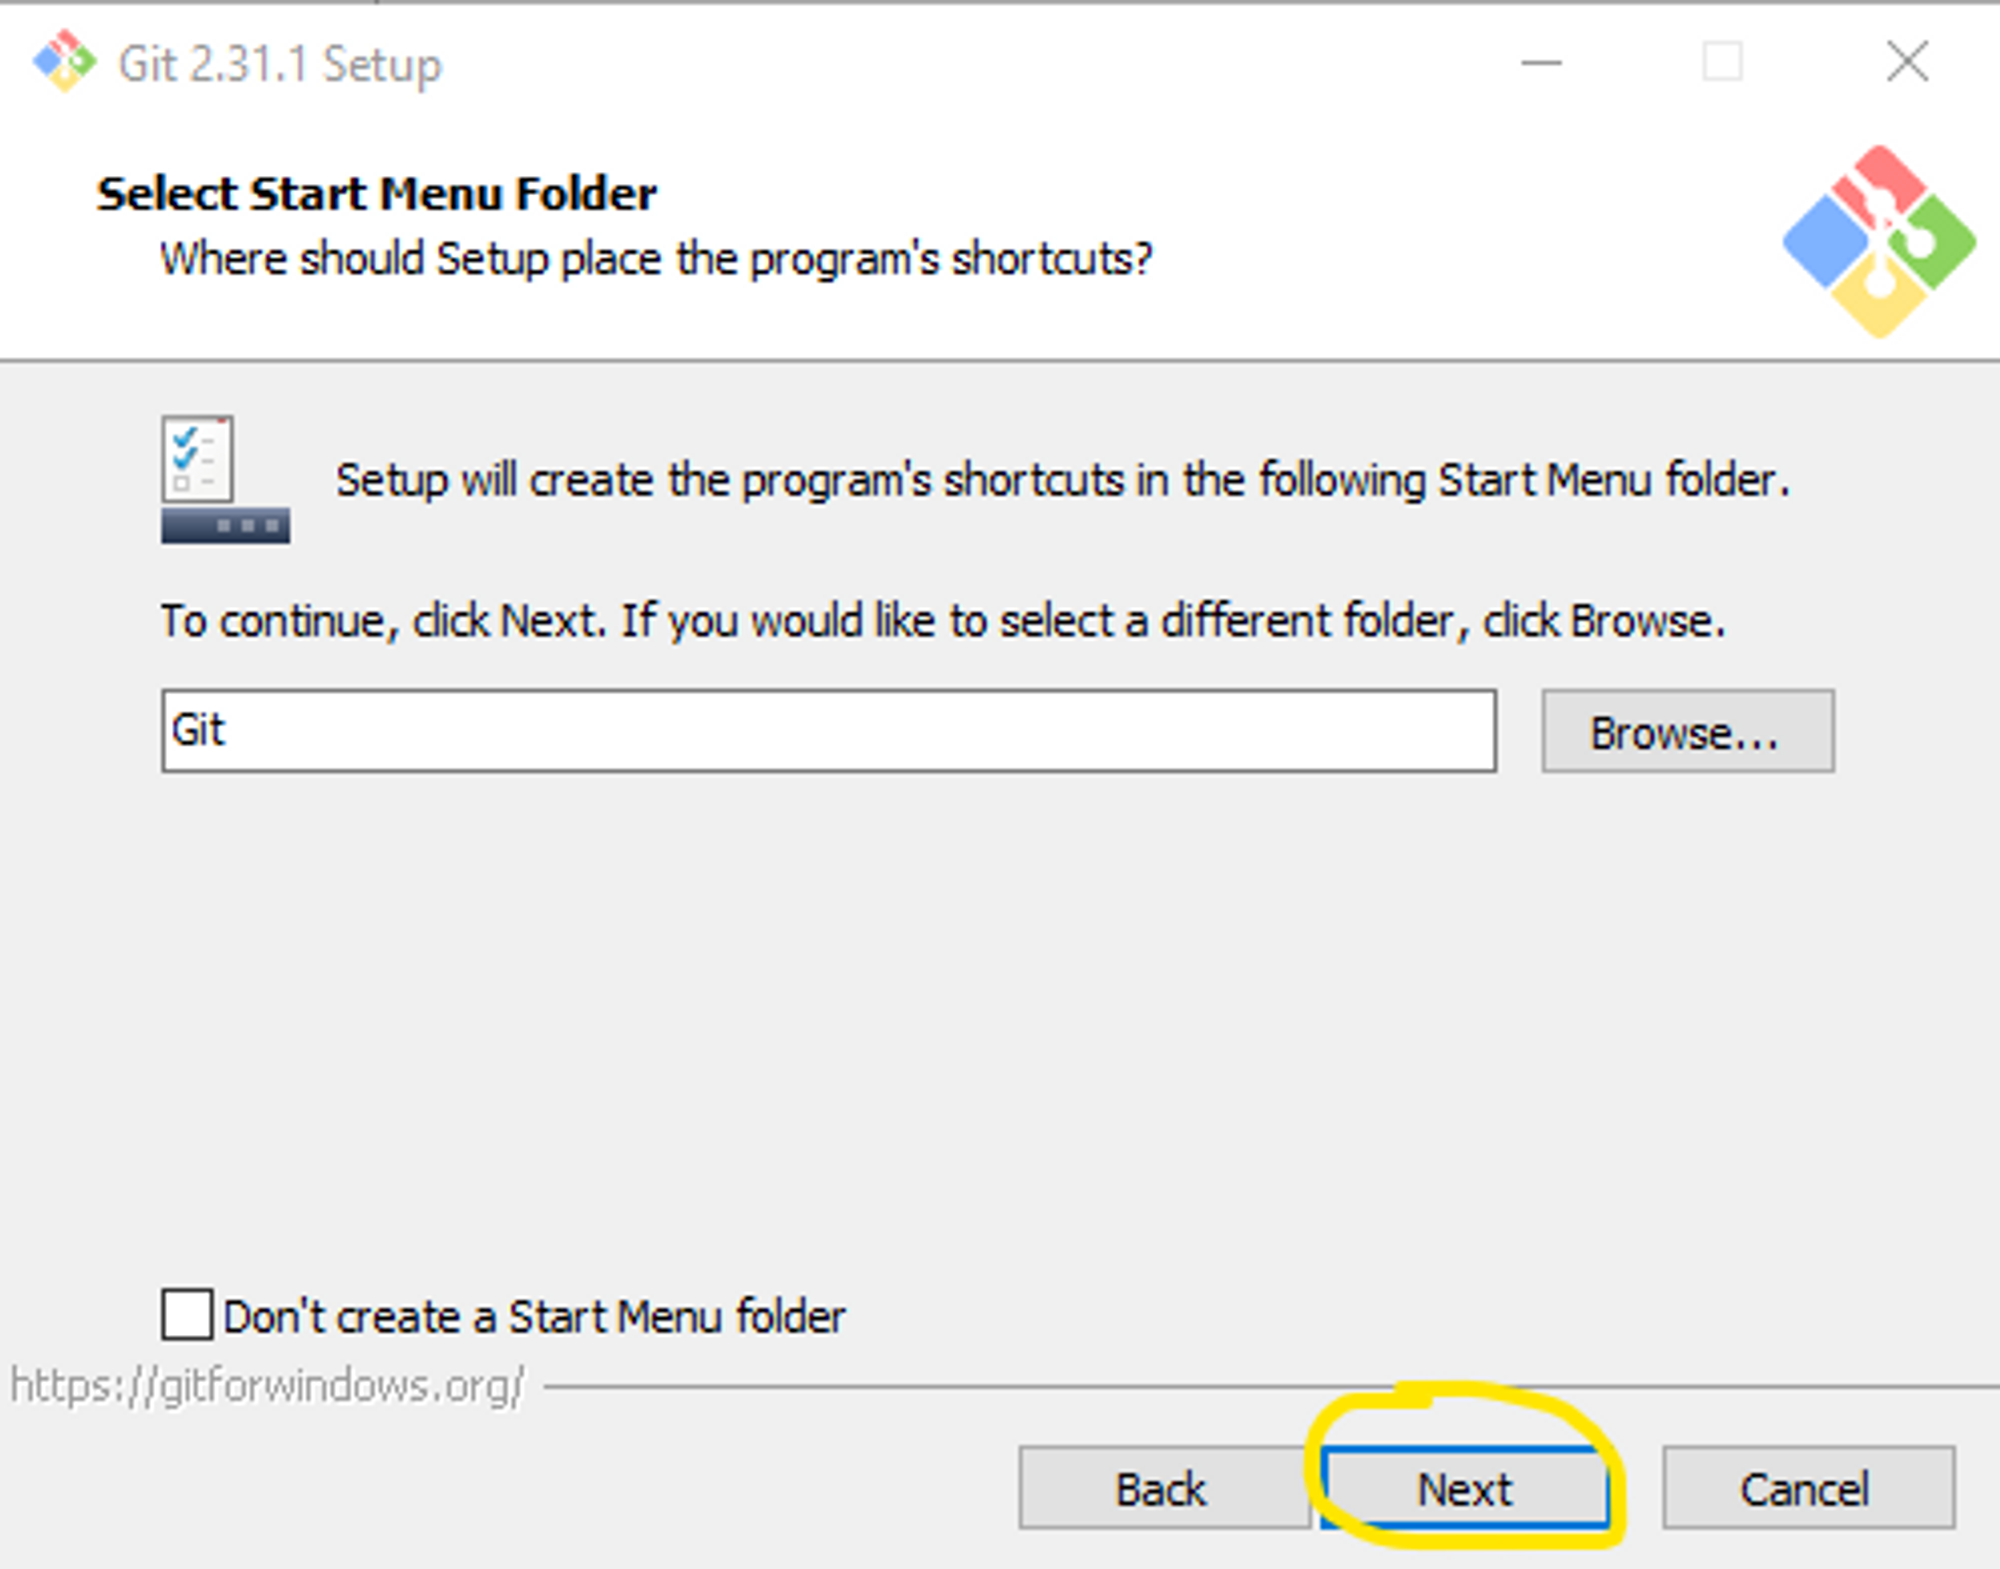 Git 2.31.1 Setup
Select Start Menu Folder
Where should Setup place the program's shortcuts?
Setup will create the program's shortcuts in the following Start Menu folder.
To continue, click Next. If you would like to select a different folder, click Browse.
Git
Browse...
Don't create a Start Menu folder
https://gitforwindows.org/
Back
Next
Cancel